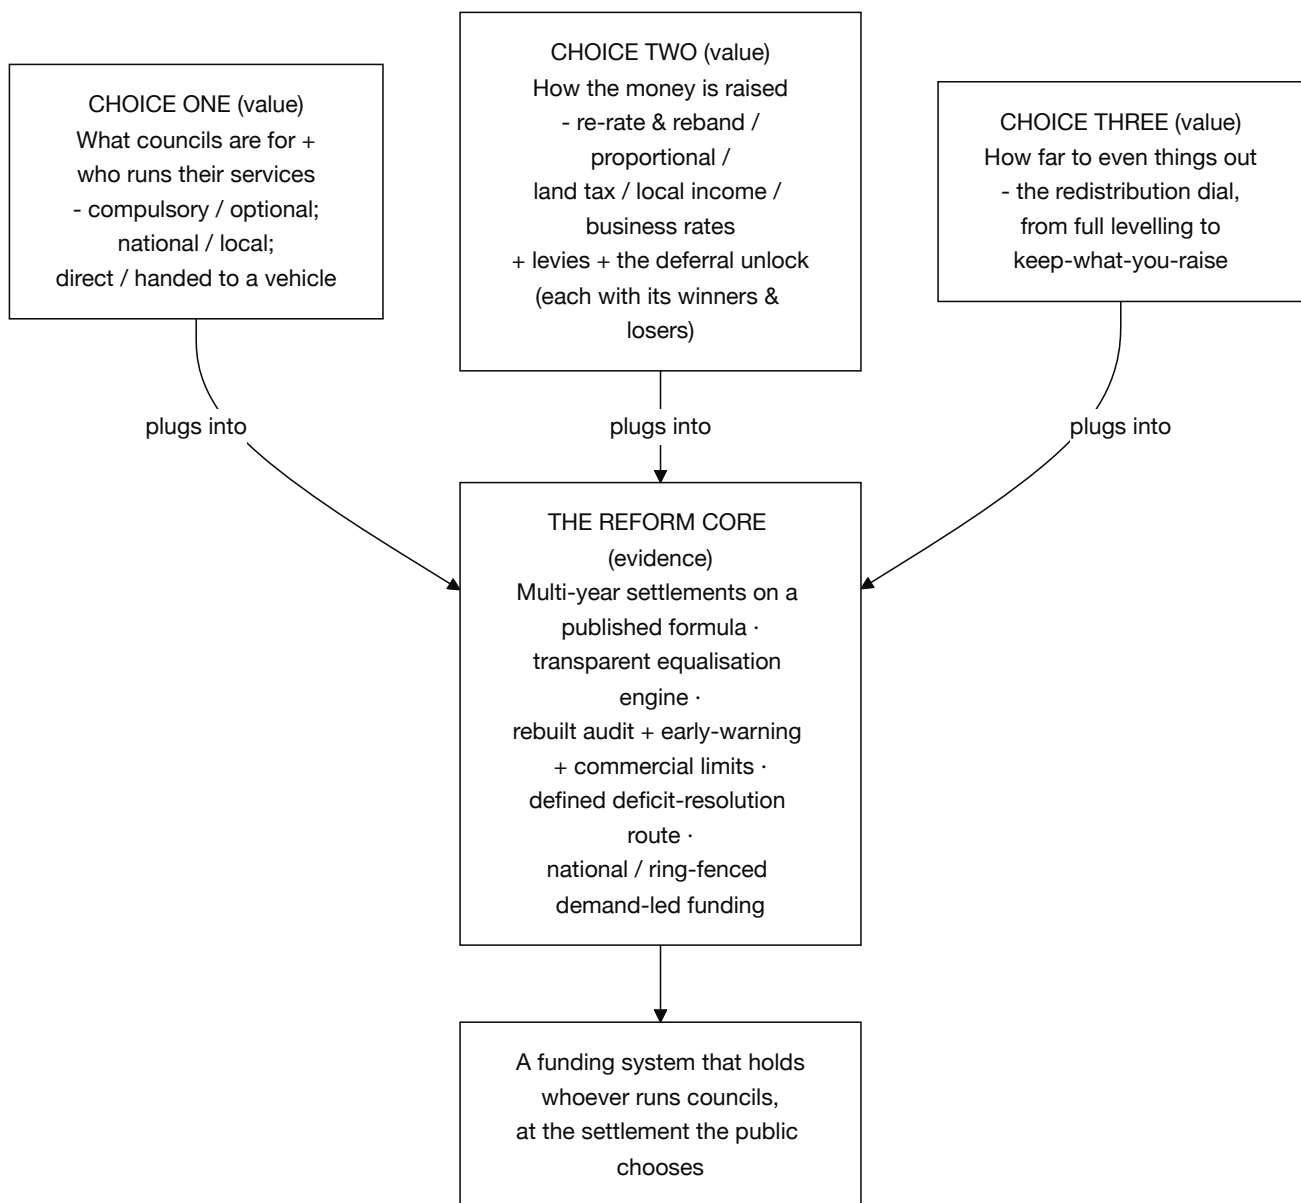 CHOICE ONE (value)
What councils are for +
who runs their services
- compulsory / optional;
national / local;
direct / handed to a vehicle
CHOICE TWO (value)
How the money is raised
- re-rate & reband /
proportional /
land tax / local income /
business rates
+ levies + the deferral unlock
(each with its winners &
losers)
CHOICE THREE (value)
How far to even things out
- the redistribution dial,
from full levelling to
keep-what-you-raise
plugs into
plugs into
plugs into
THE REFORM CORE
(evidence)
Multi-year settlements on a
published formula ·
transparent equalisation
engine ·
rebuilt audit + early-warning
+ commercial limits ·
defined deficit-resolution
route ·
national / ring-fenced
demand-led funding
A funding system that holds
whoever runs councils,
at the settlement the public
chooses